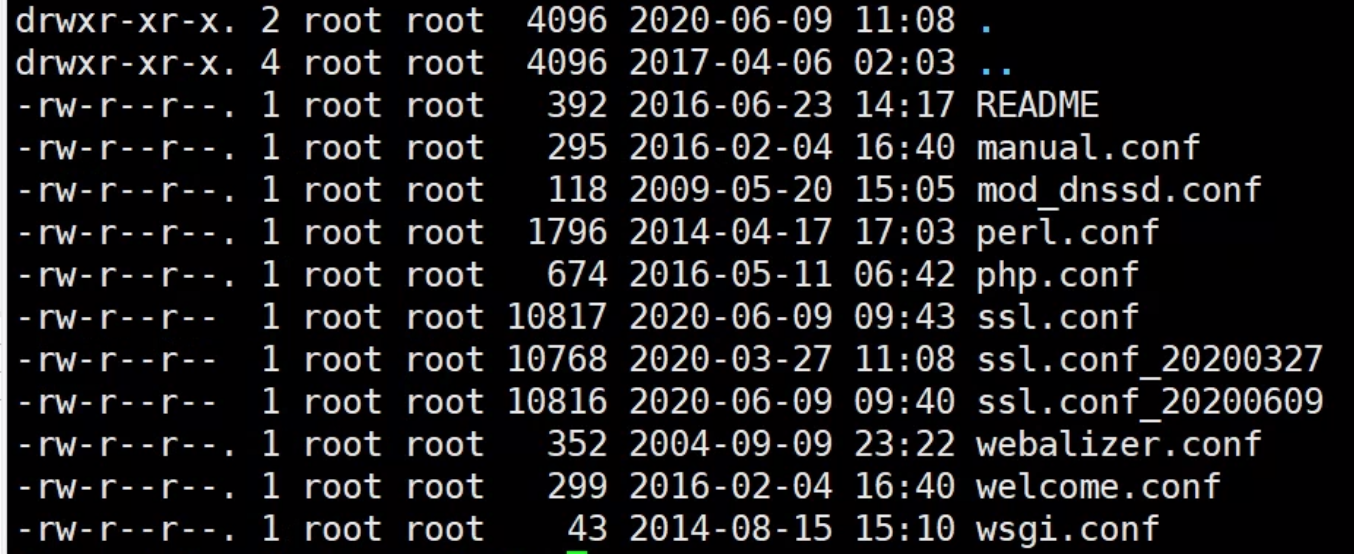 drwxr-xr-x. 2 root root  4096 2020-06-09 11:08 .
drwxr-xr-x. 4 root root  4096 2017-04-06 02:03 ..
-rw-r--r--. 1 root root   392 2016-06-23 14:17 README
-rw-r--r--. 1 root root   295 2016-02-04 16:40 manual.conf
-rw-r--r--. 1 root root   118 2009-05-20 15:05 mod_dnssd.conf
-rw-r--r--. 1 root root  1796 2014-04-17 17:03 perl.conf
-rw-r--r--. 1 root root   674 2016-05-11 06:42 php.conf
-rw-r--r--  1 root root 10817 2020-06-09 09:43 ssl.conf
-rw-r--r--  1 root root 10768 2020-03-27 11:08 ssl.conf_20200327
-rw-r--r--  1 root root 10816 2020-06-09 09:40 ssl.conf_20200609
-rw-r--r--. 1 root root   352 2004-09-09 23:22 webalizer.conf
-rw-r--r--. 1 root root   299 2016-02-04 16:40 welcome.conf
-rw-r--r--. 1 root root    43 2014-08-15 15:10 wsgi.conf